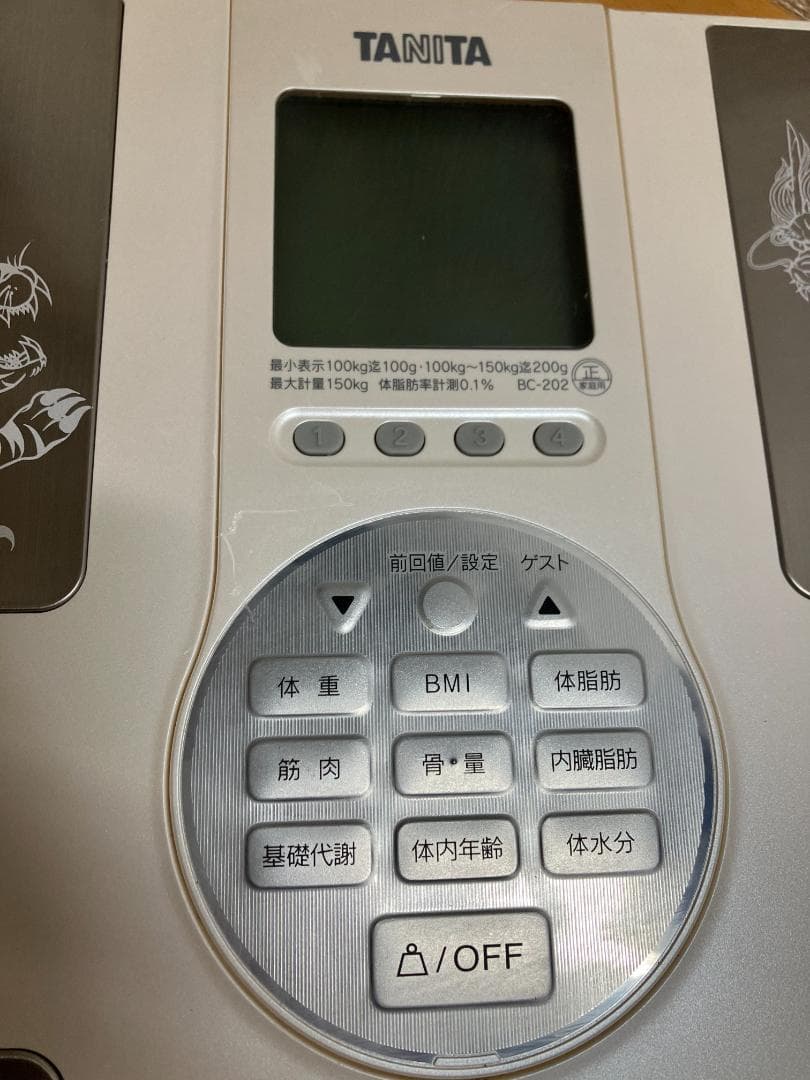 TANITA
最小表示100kg迄100g・100kg～150kg迄200g
最大計量150kg 体脂肪率計測0.1% BC-202
正
家庭用
1 2 3 4
前回値/設定 ゲスト
▼ ▲
体 重 BMI 体脂肪
筋 肉 骨・量 内臓脂肪
基礎代謝 体内年齢 体水分
/OFF